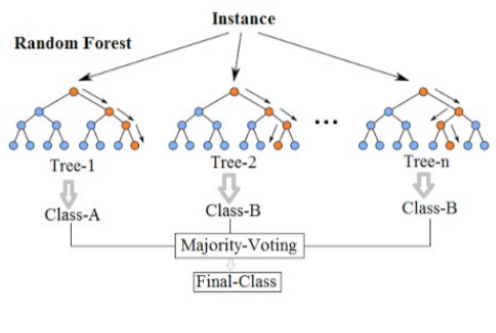 Instance
Random Forest
...
Tree-1
Tree-2
Tree-n
Class-A
Class-B
Class-B
Majority-Voting
Final-Class